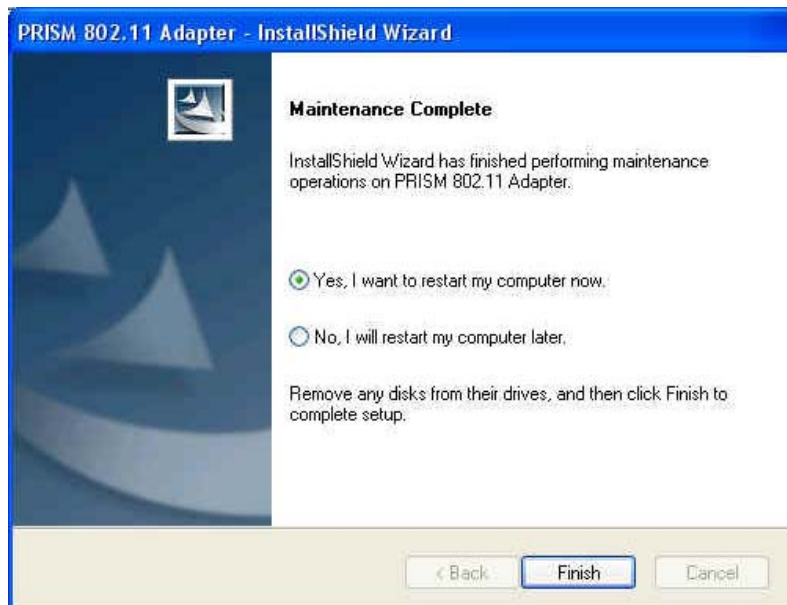 PRISM 802.11 Adapter - InstallShield Wizard
Maintenance Complete
InstallShield Wizard has finished performing maintenance
operations on PRISM 802.11 Adapter.
Yes, I want to restart my computer now.
No, I will restart my computer later.
Remove any disks from their drives, and then click Finish to
complete setup.
< Back
Finish
Cancel